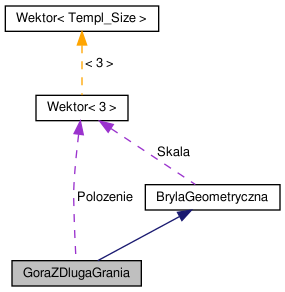 Wektor< Templ_Size >
< 3 >
Wektor< 3 >
Skala
Polozenie
BrylaGeometryczna
GoraZDlugaGrania